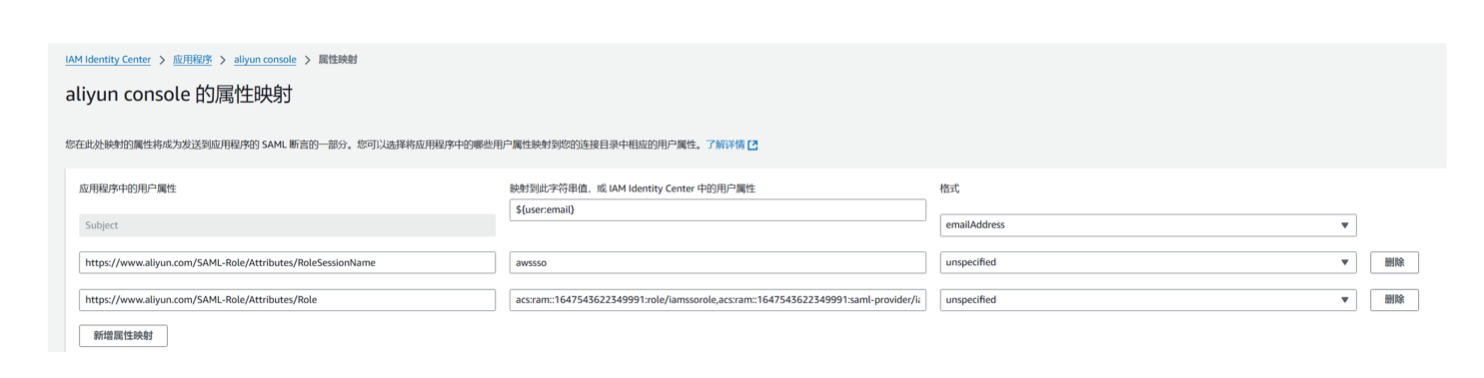 IAM Identity Center > 应用程序 > aliyun console > 属性映射
aliyun console 的属性映射
您在此处映射的属性将成为发送到应用程序的 SAML 断言的一部分。您可以选择将应用程序中的哪些用户属性映射到您的连接目录中相应的用户属性。了解详情
应用程序中的用户属性 映射到此字符串值，或 IAM Identity Center 中的用户属性 格式
Subject ${user:email} emailAddress
https://www.aliyun.com/SAML-Role/Attributes/RoleSessionName awssso unspecified 删除
https://www.aliyun.com/SAML-Role/Attributes/Role acs:ram::1647543622349991:role/iamssorole,acs:ram::1647543622349991:saml-provider/ unspecified 删除
新增属性映射